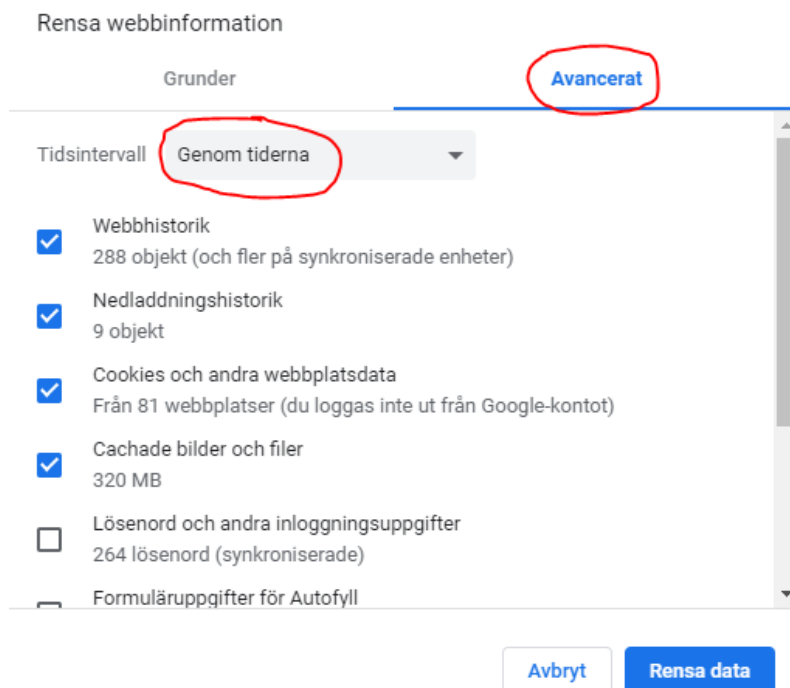 Rensa webbinformation
Grunder
Avancerat
Tidsintervall Genom tiderna
Webbhistorik
288 objekt (och fler på synkroniserade enheter)
Nedladdningshistorik
9 objekt
Cookies och andra webbplatsdata
Från 81 webbplatser (du loggas inte ut från Google-kontot)
Cachade bilder och filer
320 MB
Lösenord och andra inloggningsuppgifter
264 lösenord (synkroniserade)
Formuläruppgifter för Autofyll
Avbryt
Rensa data